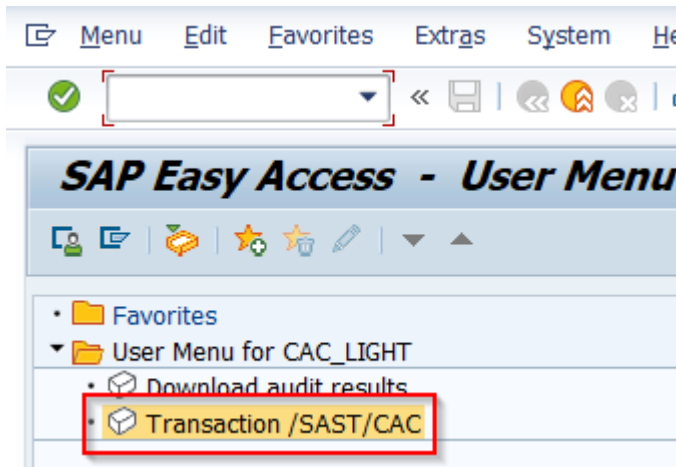 Menu Edit Favorites Extras System
SAP Easy Access - User Menu
Favorites
User Menu for CAC_LIGHT
Download audit results
Transaction /SAST/CAC